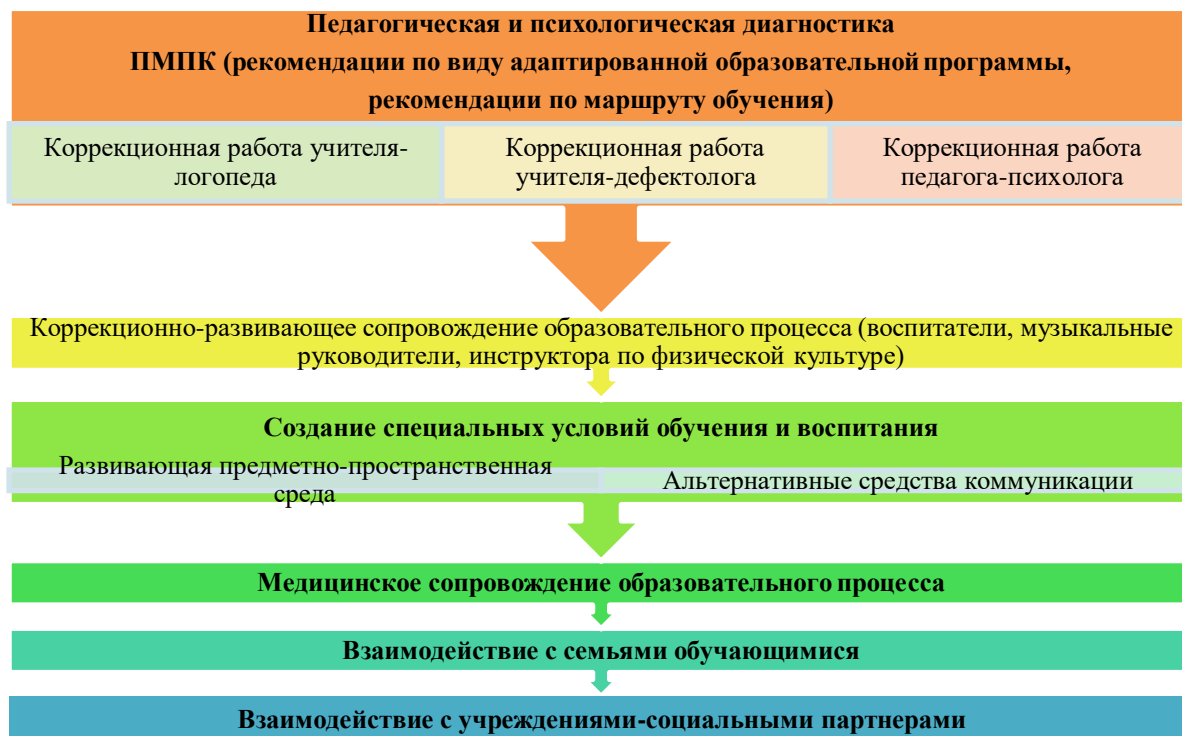 Педагогическая и психологическая диагностика
ПМПК (рекомендации по виду адаптированной образовательной программы,
рекомендации по маршруту обучения)
Коррекционная работа учителя-
логопеда
Коррекционная работа
учителя-дефектолога
Коррекционная работа
педагога-психолога
Коррекционно-развивающее сопровождение образовательного процесса (воспитатели, музыкальные
руководители, инструктора по физической культуре)
Создание специальных условий обучения и воспитания
Развивающая предметно-пространственная
среда
Альтернативные средства коммуникации
Медицинское сопровождение образовательного процесса
Взаимодействие с семьями обучающимися
Взаимодействие с учреждениями-социальными партнерами